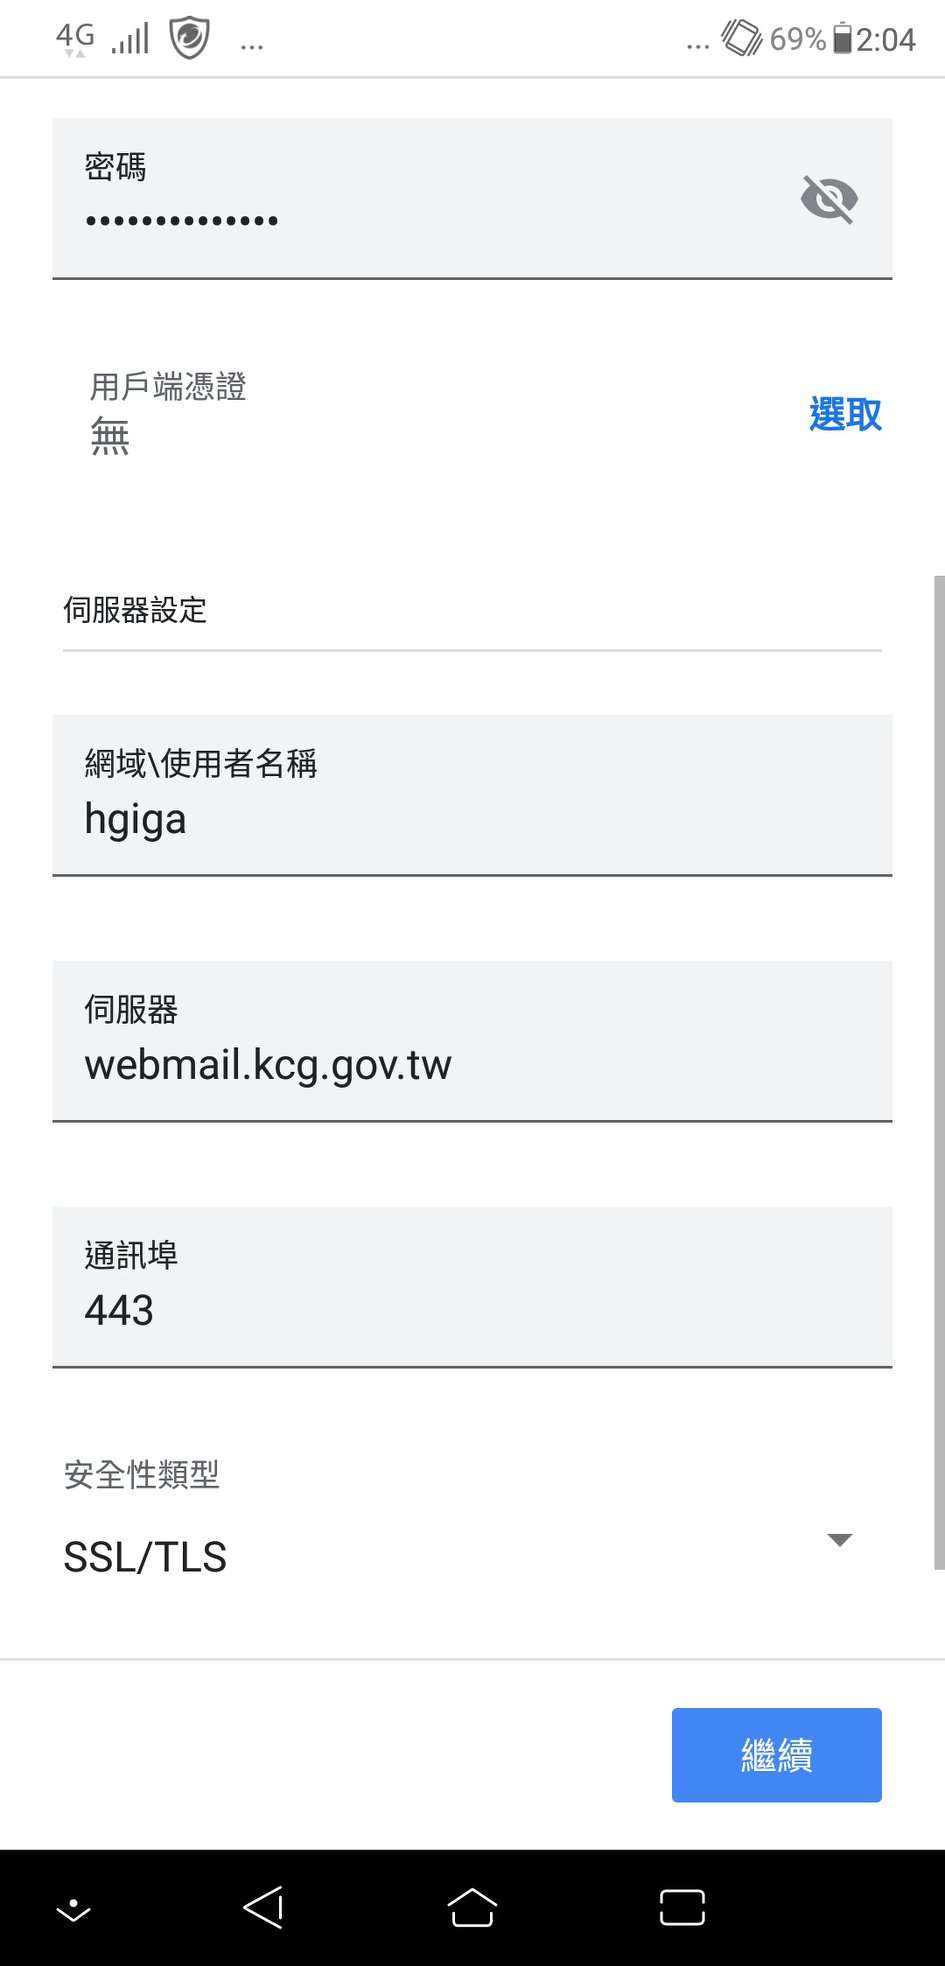 4G ... ... 69% 2:04
密碼
••••••••••••••
用戶端憑證
無
選取
伺服器設定
網域\使用者名稱
hgiga
伺服器
webmail.kcg.gov.tw
通訊埠
443
安全性類型
SSL/TLS
繼續